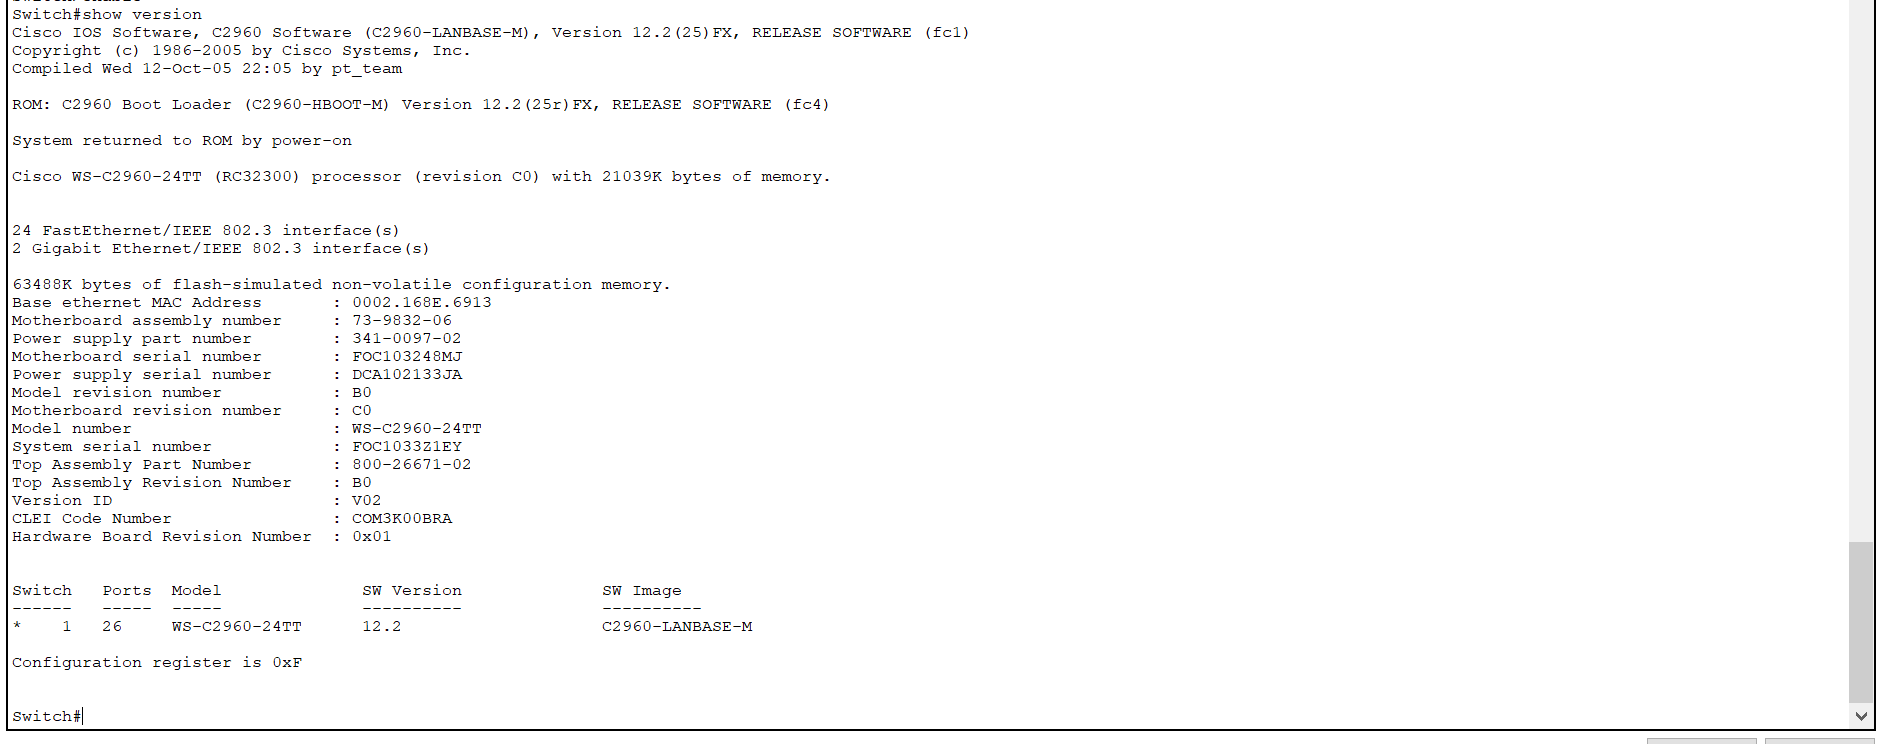 Switch#show version
Cisco IOS Software, C2960 Software (C2960-LANBASE-M), Version 12.2(25)FX, RELEASE SOFTWARE (fc1)
Copyright (c) 1986-2005 by Cisco Systems, Inc.
Compiled Wed 12-Oct-05 22:05 by pt_team
ROM: C2960 Boot Loader (C2960-HBOOT-M) Version 12.2(25r)FX, RELEASE SOFTWARE (fc4)
System returned to ROM by power-on
Cisco WS-C2960-24TT (RC32300) processor (revision C0) with 21039K bytes of memory.
24 FastEthernet/IEEE 802.3 interface(s)
2 Gigabit Ethernet/IEEE 802.3 interface(s)
63488K bytes of flash-simulated non-volatile configuration memory.
Base ethernet MAC Address       : 0002.168E.6913
Motherboard assembly number     : 73-9832-06
Power supply part number        : 341-0097-02
Motherboard serial number       : FOC103248MJ
Power supply serial number      : DCA102133JA
Model revision number           : B0
Motherboard revision number     : C0
Model number                    : WS-C2960-24TT
System serial number            : FOC1033Z1EY
Top Assembly Part Number        : 800-26671-02
Top Assembly Revision Number    : B0
Version ID                      : V02
CLEI Code Number                : COM3K00BRA
Hardware Board Revision Number  : 0x01
Switch   Ports  Model              SW Version              SW Image
------   -----  -----              ----------              ----------
*    1   26     WS-C2960-24TT      12.2                    C2960-LANBASE-M
Configuration register is 0xF
Switch#